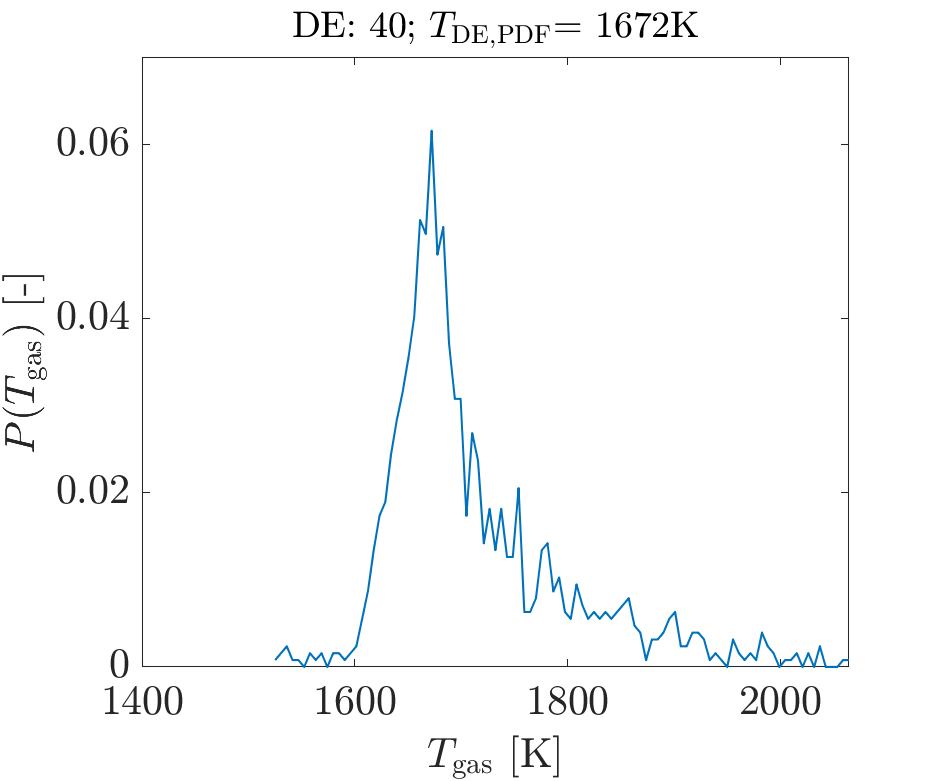 DE: 40; T_DE,PDF= 1672K
0.06
0.04
0.02
0
P(T_gas) [-]
1400 1600 1800 2000
T_gas [K]